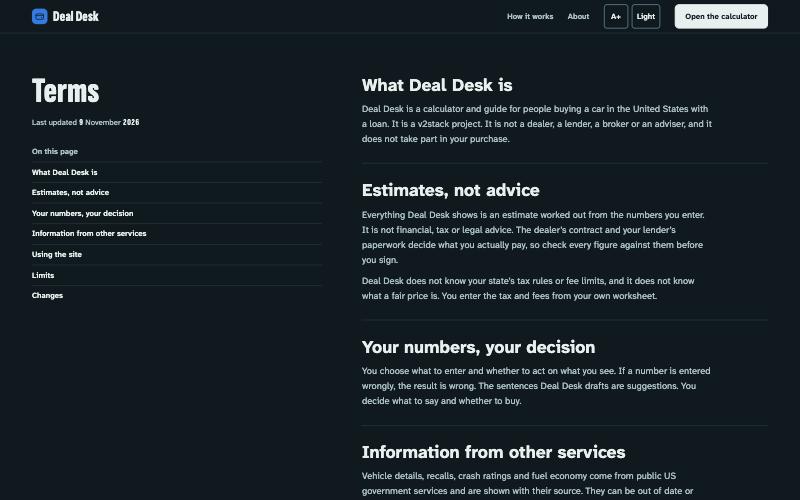 Deal Desk
How it works
About
A+
Light
Open the calculator
Terms
Last updated 9 November 2026
On this page
What Deal Desk is
Estimates, not advice
Your numbers, your decision
Information from other services
Using the site
Limits
Changes
What Deal Desk is
Deal Desk is a calculator and guide for people buying a car in the United States with
a loan. It is a v2stack project. It is not a dealer, a lender, a broker or an adviser, and it
does not take part in your purchase.
Estimates, not advice
Everything Deal Desk shows is an estimate worked out from the numbers you enter.
It is not financial, tax or legal advice. The dealer's contract and your lender's
paperwork decide what you actually pay, so check every figure against them before
you sign.
Deal Desk does not know your state's tax rules or fee limits, and it does not know
what a fair price is. You enter the tax and fees from your own worksheet.
Your numbers, your decision
You choose what to enter and whether to act on what you see. If a number is entered
wrongly, the result is wrong. The sentences Deal Desk drafts are suggestions. You
decide what to say and whether to buy.
Information from other services
Vehicle details, recalls, crash ratings and fuel economy come from public US
government services and are shown with their source. They can be out of date or